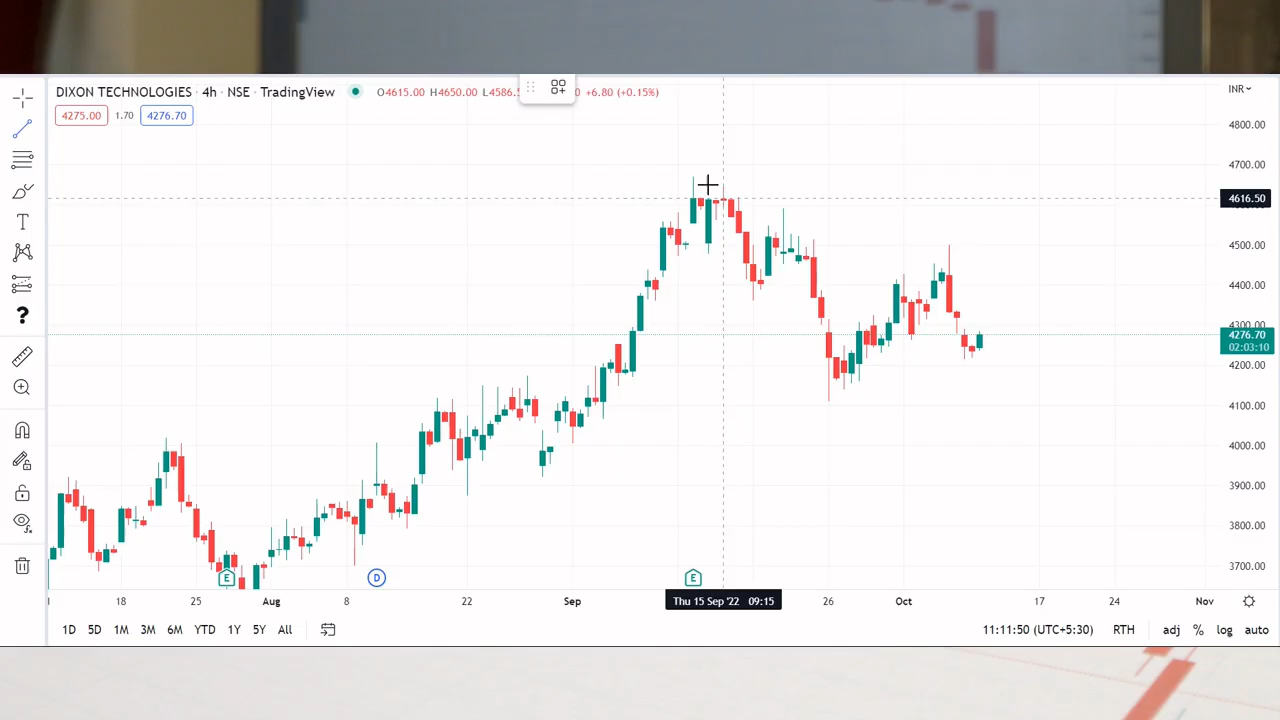 DIXON TECHNOLOGIES · 4h · NSE · TradingView O4615.00 H4650.00 L4586. +6.80 (+0.15%) INR
4275.00 1.70 4276.70
4800.00
4700.00
4616.50
4500.00
4400.00
4300.00
4276.70
02:03:10
4200.00
4100.00
4000.00
3900.00
3800.00
3700.00
T
?
E D E
18 25 Aug 8 22 Sep Thu 15 Sep '22 09:15 26 Oct 17 24 Nov
1D 5D 1M 3M 6M YTD 1Y 5Y All 11:11:50 (UTC+5:30) RTH adj % log auto